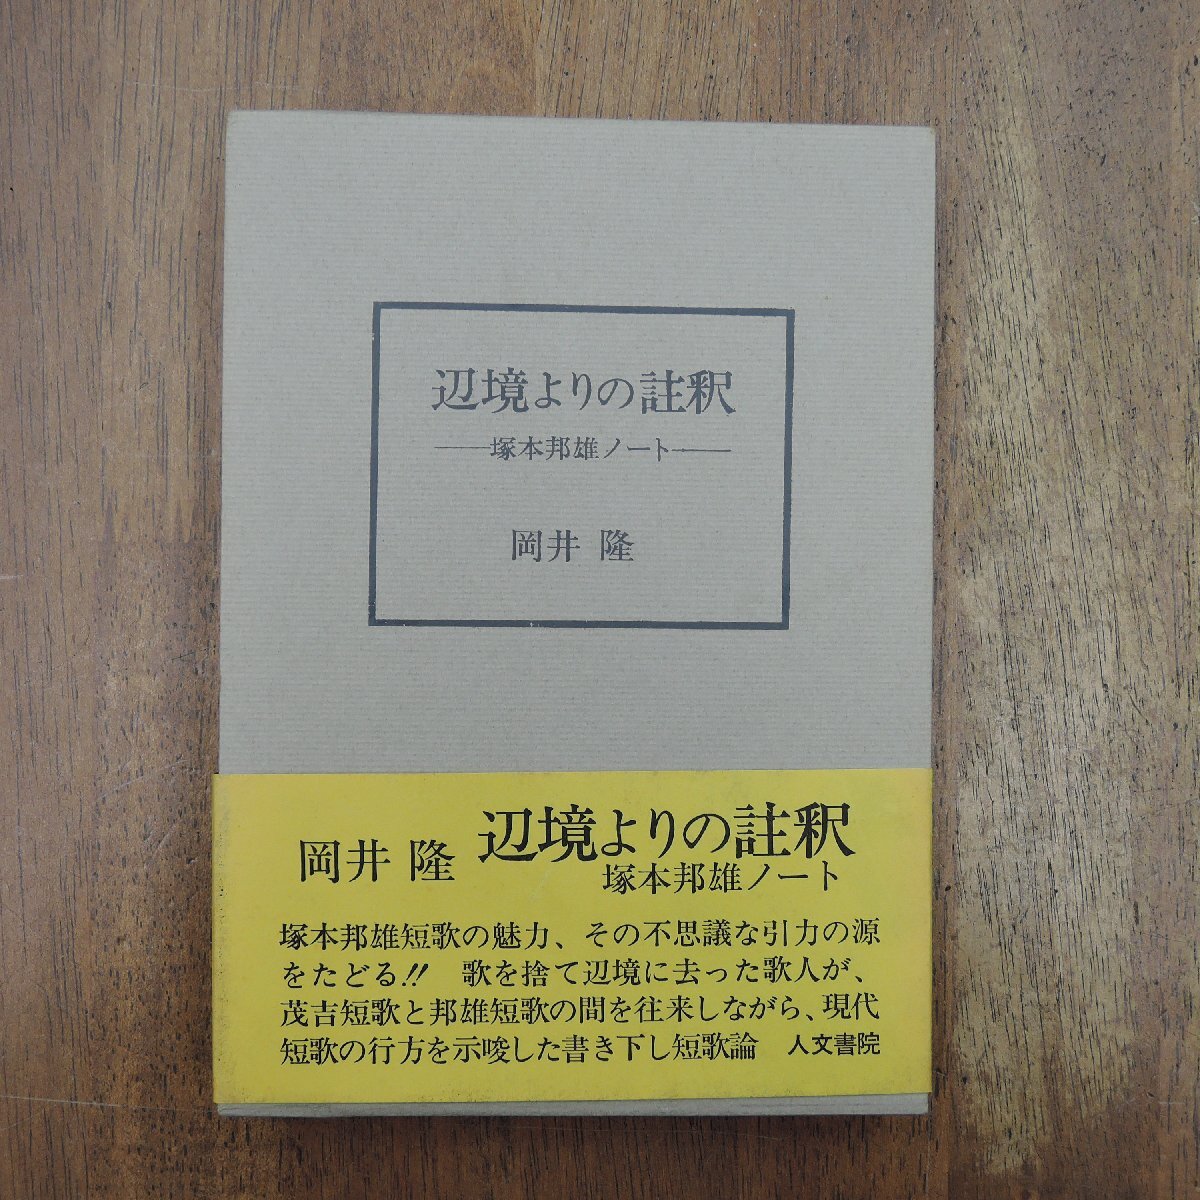 辺境よりの註釈
――塚本邦雄ノート――
岡井 隆
岡井 隆 辺境よりの註釈
塚本邦雄ノート
塚本邦雄短歌の魅力、その不思議な引力の源
をたどる!! 歌を捨て辺境に去った歌人が、
茂吉短歌と邦雄短歌の間を往来しながら、現代
短歌の行方を示唆した書き下し短歌論 人文書院